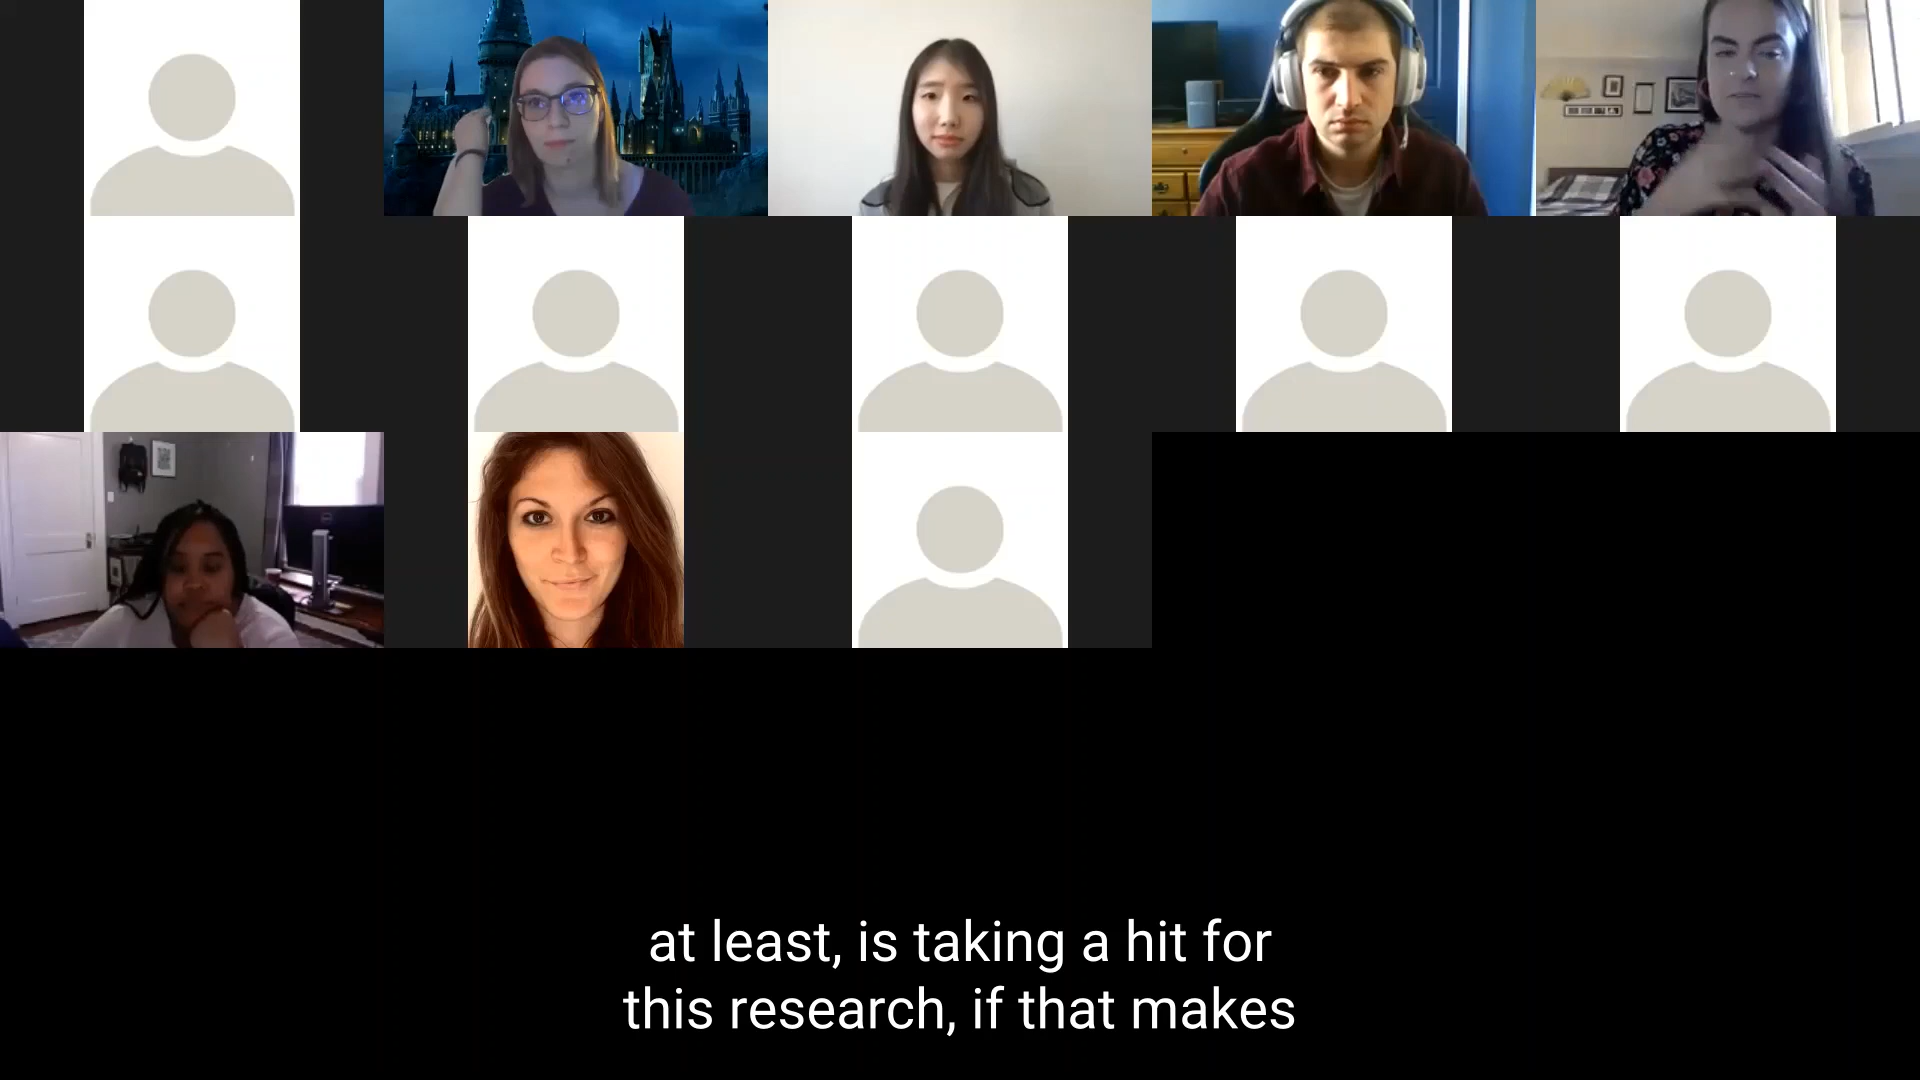 at least, is taking a hit for
this research, if that makes